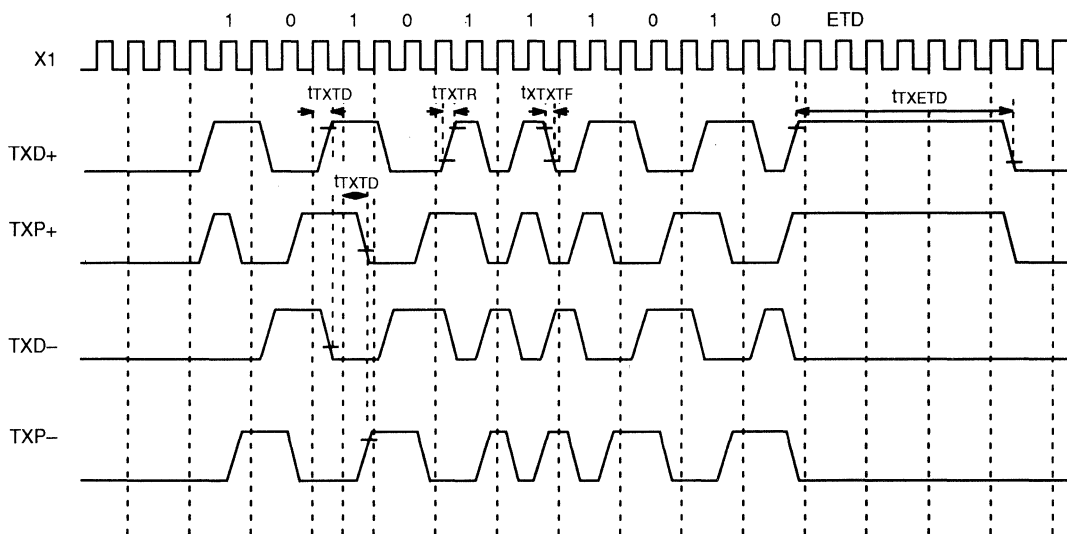 1 0 1 0 1 1 1 0 1 0 ETD
X1
tTXTD tTXTR tXTXTF tTXETD
TXD+
tTXTD
TXP+
TXD−
TXP−